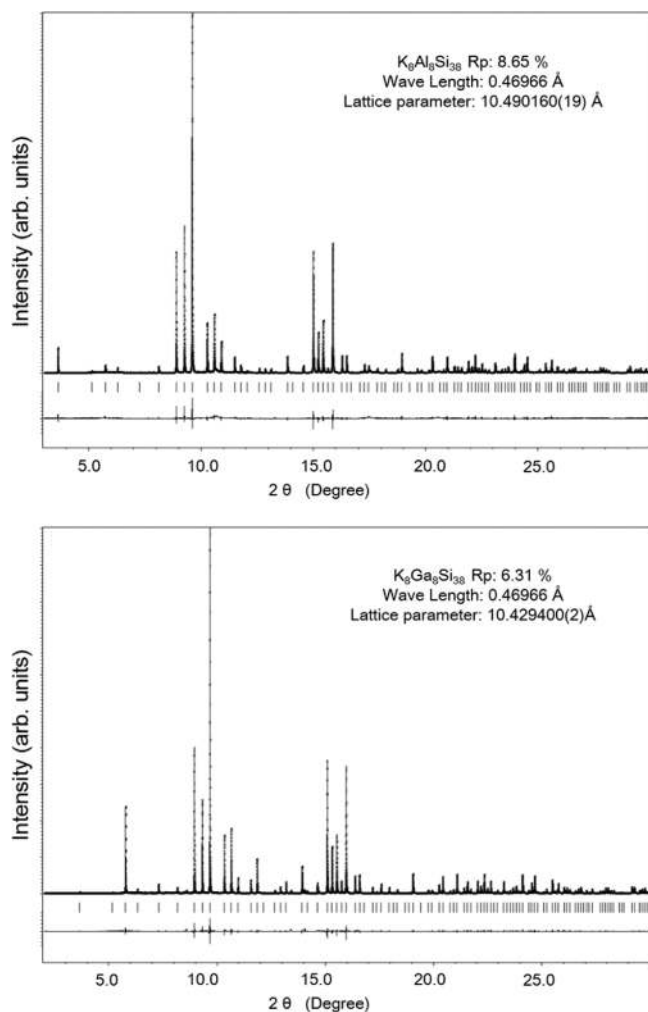 K₈Al₈Si₃₈ Rp: 8.65 %
Wave Length: 0.46966 Å
Lattice parameter: 10.490160(19) Å
Intensity (arb. units)
5.0 10.0 15.0 20.0 25.0
2 θ (Degree)
K₈Ga₈Si₃₈ Rp: 6.31 %
Wave Length: 0.46966 Å
Lattice parameter: 10.429400(2)Å
Intensity (arb. units)
5.0 10.0 15.0 20.0 25.0
2 θ (Degree)